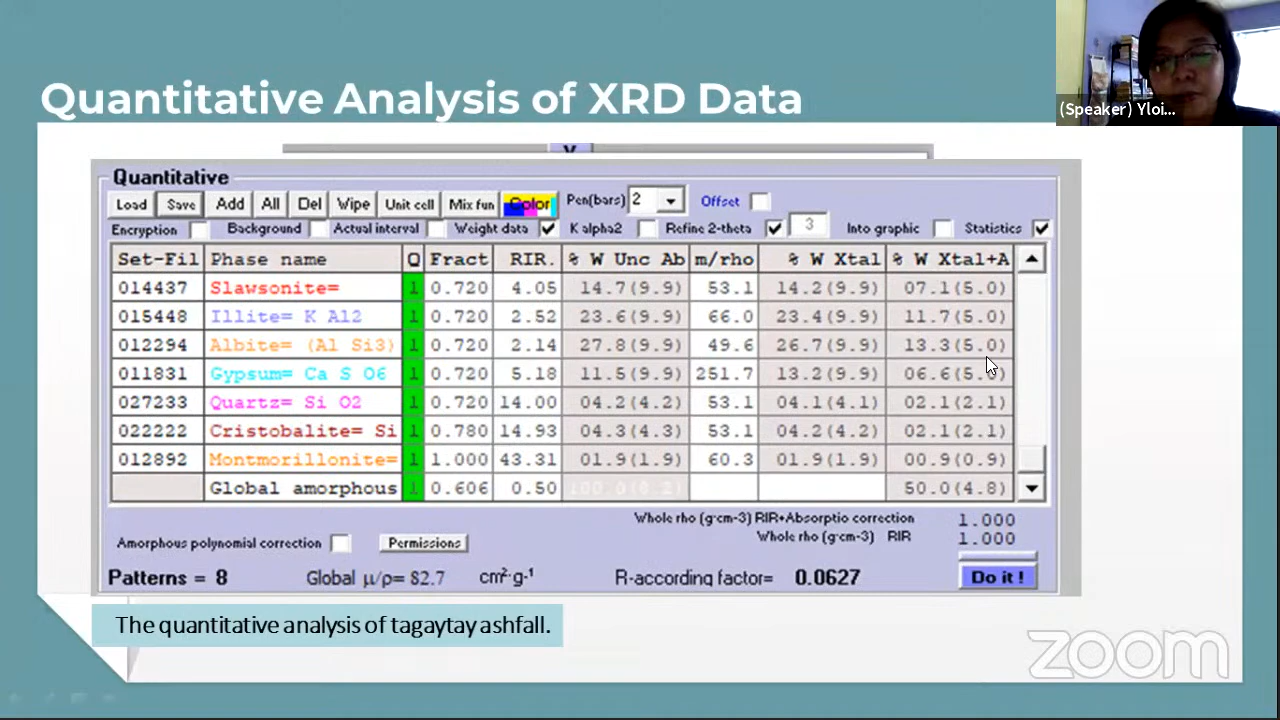 Quantitative Analysis of XRD Data
(Speaker) Yloi...
Quantitative
Load Save Add All Del Wipe Unit cell Mix fun Color Pen(bars) 2 Offset
Encryption Background Actual interval Weight data K alpha2 Refine 2-theta 3 Into graphic Statistics
Set-Fil Phase name Q Fract RIR. % W Unc Ab m/rho % W Xtal % W Xtal+A
014437 Slawsonite= 1 0.720 4.05 14.7(9.9) 53.1 14.2(9.9) 07.1(5.0)
015448 Illite= K Al2 1 0.720 2.52 23.6(9.9) 66.0 23.4(9.9) 11.7(5.0)
012294 Albite= (Al Si3) 1 0.720 2.14 27.8(9.9) 49.6 26.7(9.9) 13.3(5.0)
011831 Gypsum= Ca S O6 1 0.720 5.18 11.5(9.9) 251.7 13.2(9.9) 06.6(5.0)
027233 Quartz= Si O2 1 0.720 14.00 04.2(4.2) 53.1 04.1(4.1) 02.1(2.1)
022222 Cristobalite= Si 1 0.780 14.93 04.3(4.3) 53.1 04.2(4.2) 02.1(2.1)
012892 Montmorillonite= 1 1.000 43.31 01.9(1.9) 60.3 01.9(1.9) 00.9(0.9)
Global amorphous 1 0.606 0.50 50.0(4.8)
Whole rho (g·cm-3) RIR+Absorptio correction 1.000
Whole rho (g·cm-3) RIR 1.000
Amorphous polynomial correction Permissions
Patterns = 8 Global µ/ρ= 82.7 cm²·g-¹ R-according factor= 0.0627 Do it !
The quantitative analysis of tagaytay ashfall.
zoom